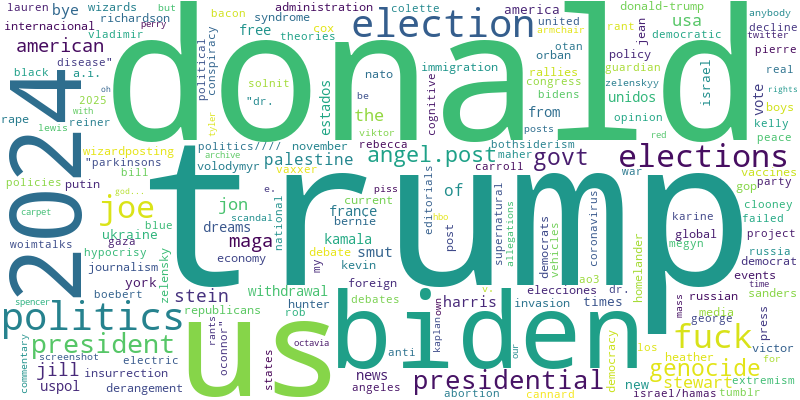 lauren
bye
wizards
bacon
syndrome
administration
colette
america
donald-trump
but
anybody
internacional
richardson
election
decline
american
vladimir
perry
free
theories
cox
united
armchair
rant
usa
jean
democratic
twitter
pierre
disease"
political
conspiracy
donald
otan
orban
policy
black
a.i.
solnit
nato
immigration
rallies
guardian
zelenskyy
real
oh
2025
"dr.
estados
be
cognitive
congress
bidens
unidos
israel
vote
rights
rape
with
the
from
boys
lewis
reiner
tyler
viktor
posts
opinion
red
kelly
politics////
november
rebecca
bothsiderism
peace
2024
wizardposting
archive
palestine
angel.post
maher
govt
elections
"parkinsons
bill
volodymyr
vaxxer
carroll
war
vaccines
policies
putin
god...
e.
piss
of
gop
party
carpet
joe
jon
current
france
editorials
post
supernatural
allegations
coronavirus
clooney
failed
trump
ukraine
blue
dreams
scandal
national
bernie
hbo
karine
woimtalks
gaza
maga
kamala
democrats
vehicles
global
project
hypocrisy
zelensky
economy
my
debate
smut
homelander
megyn
russia
journalism
kevin
elecciones
democrat
york
foreign
v.
ao3
dr.
events
time
boebert
stein
withdrawal
debates
harris
invasion
times
mass
russian
sanders
spencer
republicans
hunter
rob
own
media
politics
us
biden
george
press
rants
octavia
kaplan
our
fuck
president
oconnor"
anti
democracy
los
victor
commentary
screenshot
electric
states
news
heather
for
jill
insurrection
angeles
presidential
new
genocide
stewart
extremism
uspol
derangement
abortion
cannard
israel/hamas
tumblr